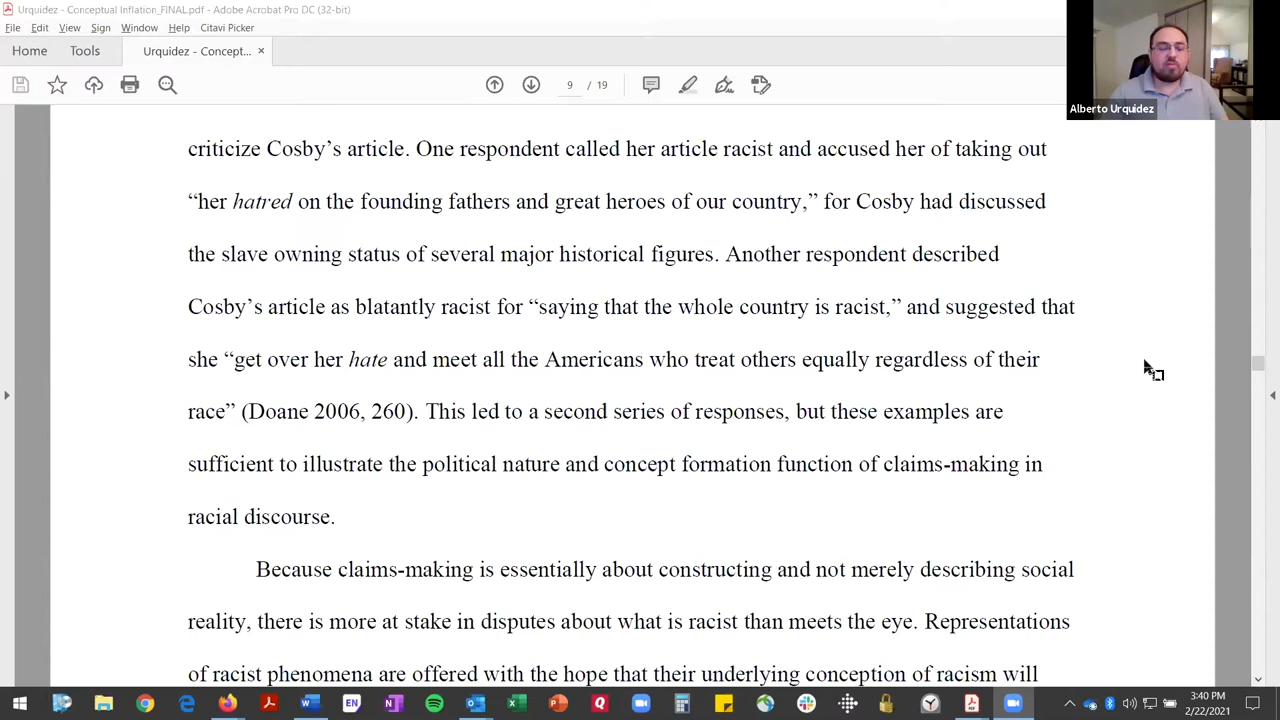 Urquidez - Conceptual Inflation_FINAL.pdf - Adobe Acrobat Pro DC (32-bit)
File Edit View Sign Window Help Citavi Picker
Home Tools Urquidez - Concept... ×
9 / 19
Alberto Urquidez
criticize Cosby’s article. One respondent called her article racist and accused her of taking out
“her hatred on the founding fathers and great heroes of our country,” for Cosby had discussed
the slave owning status of several major historical figures. Another respondent described
Cosby’s article as blatantly racist for “saying that the whole country is racist,” and suggested that
she “get over her hate and meet all the Americans who treat others equally regardless of their
race” (Doane 2006, 260). This led to a second series of responses, but these examples are
sufficient to illustrate the political nature and concept formation function of claims-making in
racial discourse.
Because claims-making is essentially about constructing and not merely describing social
reality, there is more at stake in disputes about what is racist than meets the eye. Representations
of racist phenomena are offered with the hope that their underlying conception of racism will
EN
3:40 PM
2/22/2021